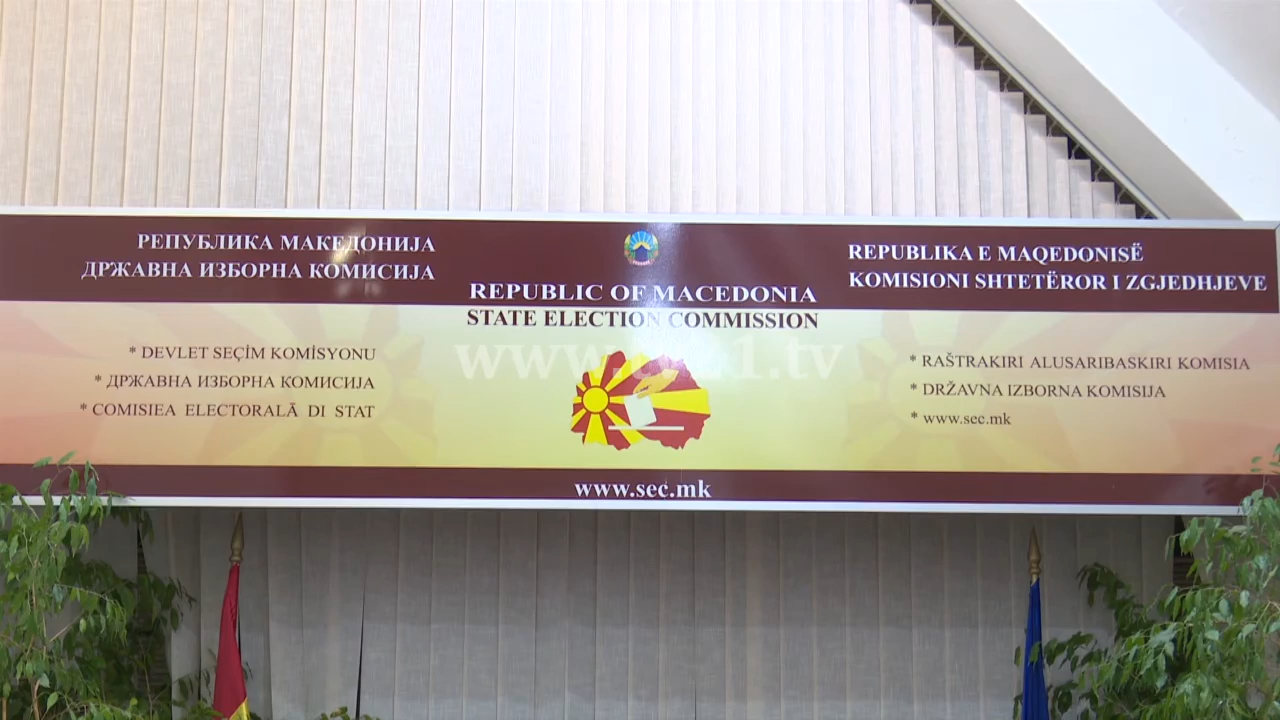 РЕПУБЛИКА МАКЕДОНИЈА
ДРЖАВНА ИЗБОРНА КОМИСИЈА
REPUBLIC OF MACEDONIA
STATE ELECTION COMMISSION
REPUBLIKA E MAQEDONISË
KOMISIONI SHTETËROR I ZGJEDHJEVE
* DEVLET SEÇİM KOMİSYONU
* ДРЖАВНА ИЗБОРНА КОМИСИЈА
* COMISIEA ELECTORALĀ DI STAT
* RAŠTRAKIRI ALUSARIBASKIRI KOMISIA
* DRŽAVNA IZBORNA KOMISIJA
* www.sec.mk
www.sec.mk